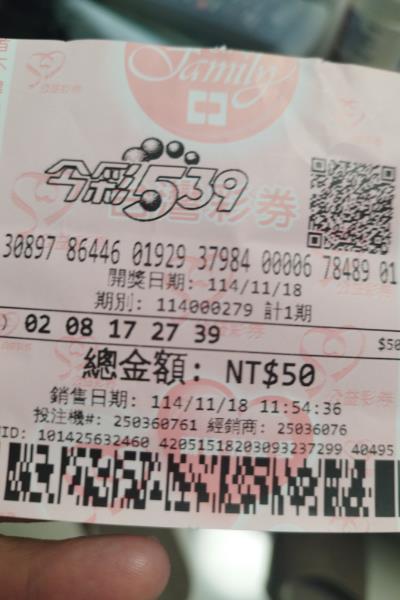 Family
今彩539
30897 86446 01929 37984 00006 78489 01
開獎日期: 114/11/18
期別: 114000279 計1期
) 02 08 17 27 39 $50
總金額: NT$50
銷售日期: 114/11/18 11:54:36
投注機#: 250360761 經銷商: 25036076
ID: 101425632460 42051518203093237299 40495